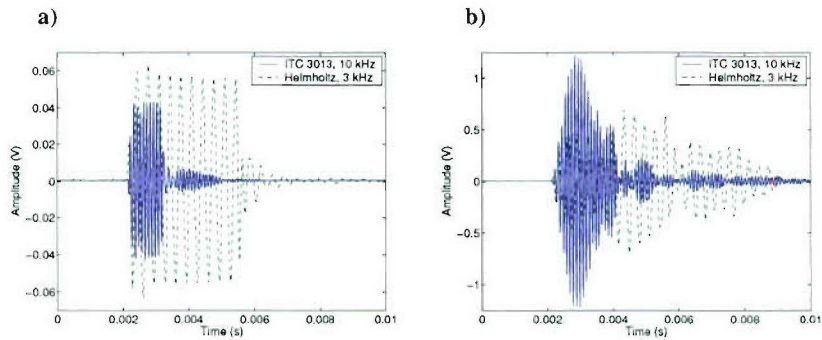 a)
ITC 3013, 10 kHz
Helmholtz, 3 kHz
0.06
0.04
0.02
0
−0.02
−0.04
−0.06
Amplitude (V)
0
0.002
0.004
0.006
0.008
0.01
Time (s)
b)
ITC 3013, 10 kHz
Helmholtz, 3 kHz
1
0.5
0
−0.5
−1
Amplitude (V)
0
0.002
0.004
0.006
0.008
0.01
Time (s)